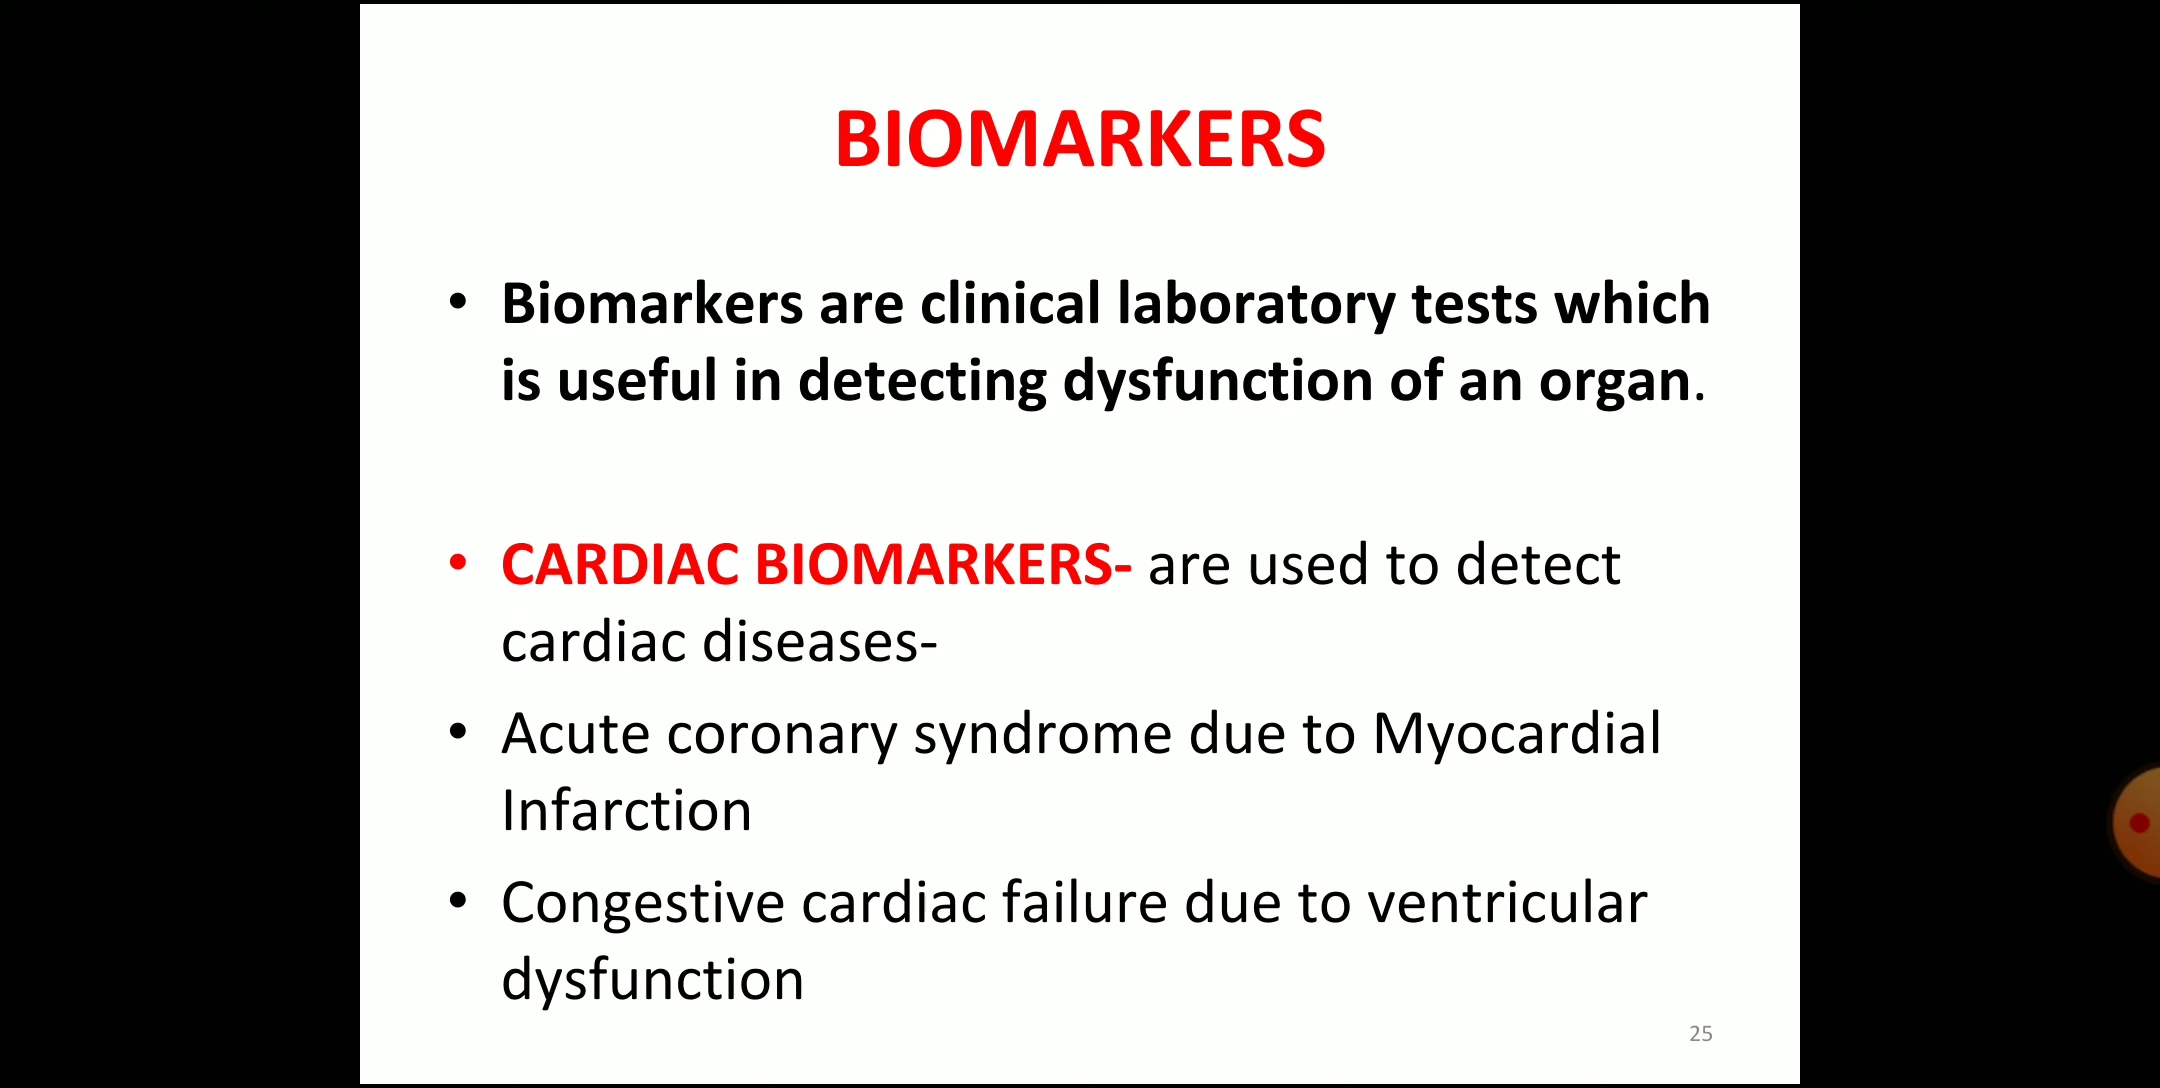 BIOMARKERS
• Biomarkers are clinical laboratory tests which
is useful in detecting dysfunction of an organ.
• CARDIAC BIOMARKERS- are used to detect
cardiac diseases-
• Acute coronary syndrome due to Myocardial
Infarction
• Congestive cardiac failure due to ventricular
dysfunction
25